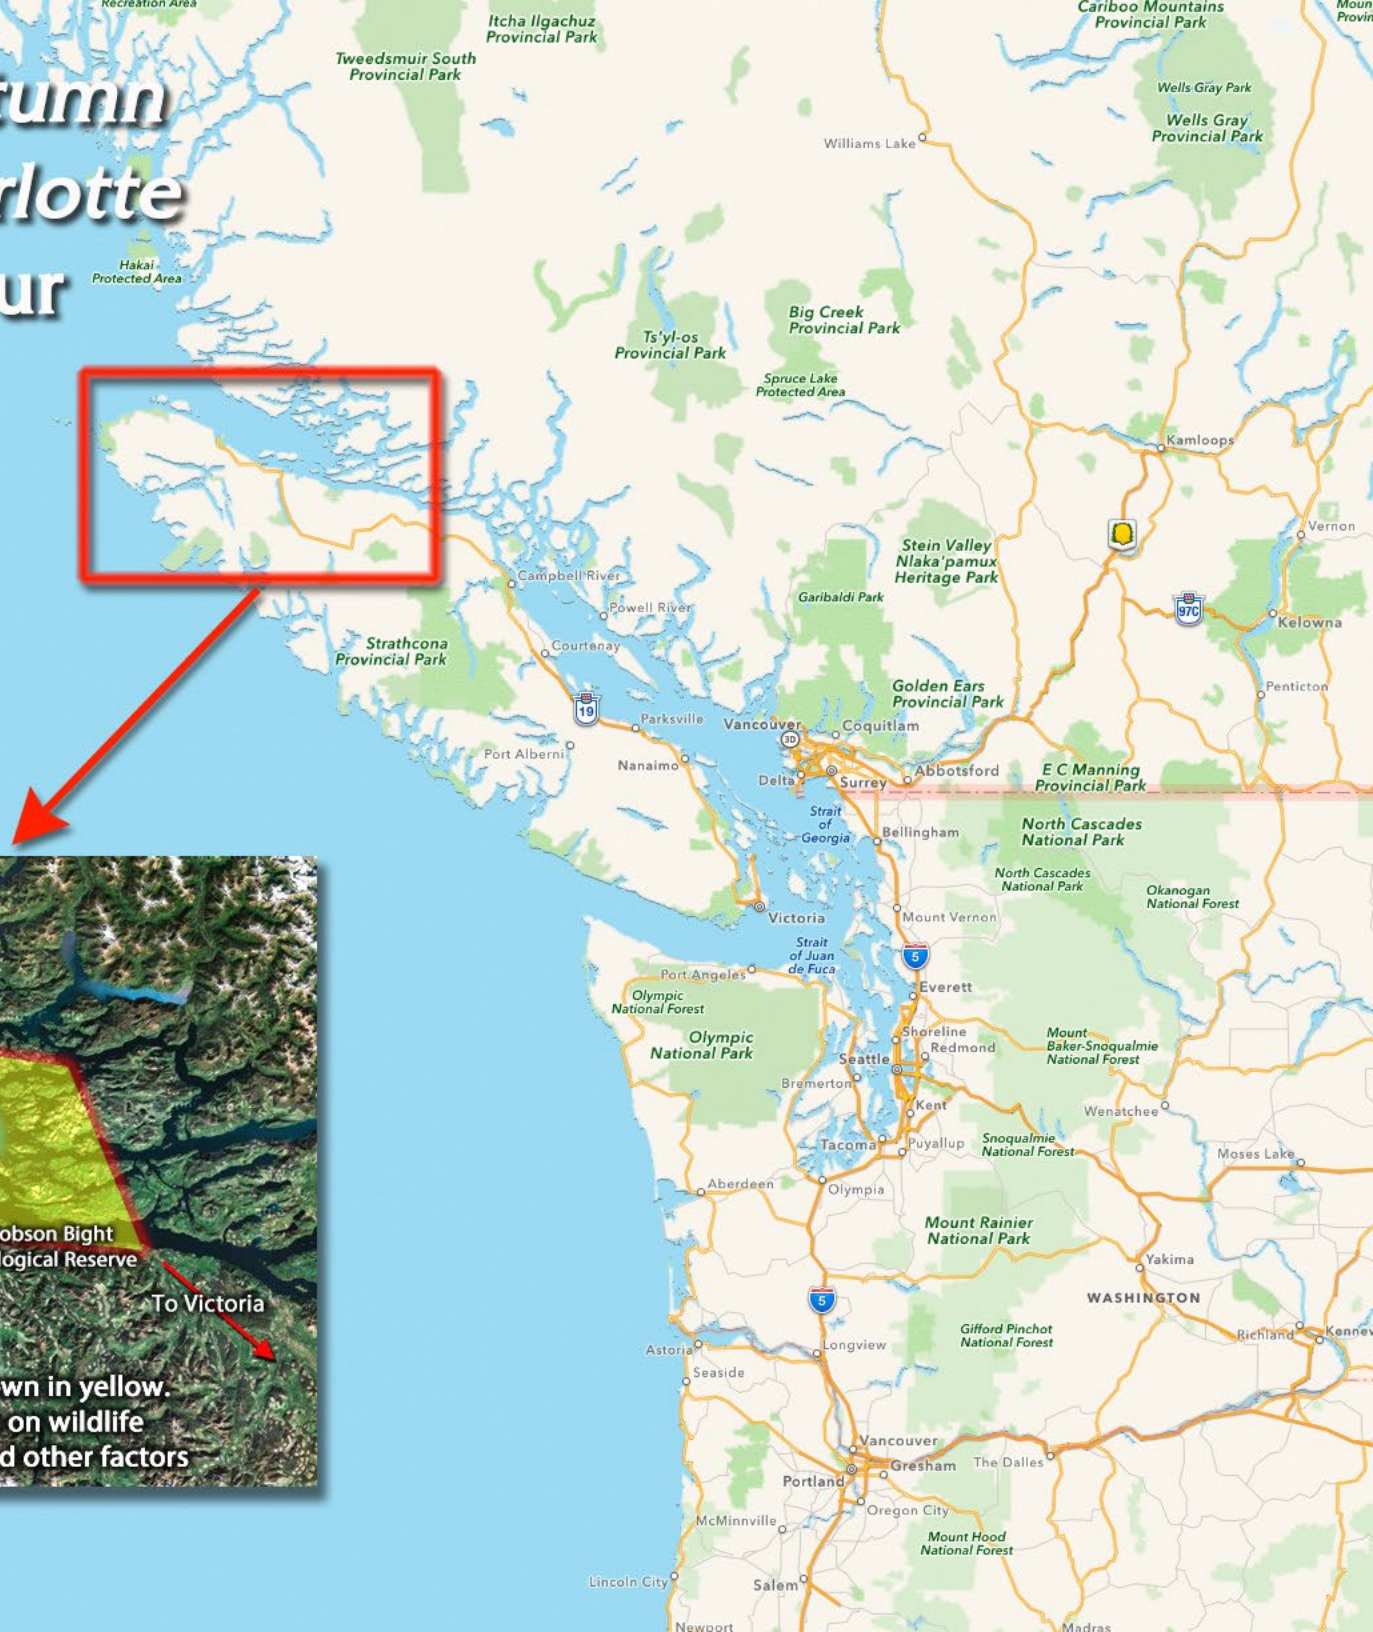 Recreation Area
Itcha Ilgachuz
Provincial Park
Cariboo Mountains
Provincial Park
Tweedsmuir South
Provincial Park
tumn
rlotte
ur
Wells Gray Park
Wells Gray
Provincial Park
Williams Lake
Hakai
Protected Area
Big Creek
Provincial Park
Ts'yl-os
Provincial Park
Spruce Lake
Protected Area
Kamloops
Vernon
Stein Valley
Nlaka'pamux
Heritage Park
Garibaldi Park
97C
Kelowna
Campbell River
Powell River
Strathcona
Provincial Park
Courtenay
Golden Ears
Provincial Park
Penticton
19
Parksville
Vancouver
3D
Coquitlam
Port Alberni
Nanaimo
Delta
Surrey
Abbotsford
E C Manning
Provincial Park
Strait
of
Georgia
Bellingham
North Cascades
National Park
North Cascades
National Park
Okanogan
National Forest
Victoria
Mount Vernon
Strait
of Juan
de Fuca
5
Port Angeles
Everett
Olympic
National Forest
Olympic
National Park
Shoreline
Redmond
Seattle
Mount
Baker-Snoqualmie
National Forest
Bremerton
Kent
Wenatchee
Tacoma
Puyallup
Snoqualmie
National Forest
Moses Lake
Aberdeen
Olympia
Mount Rainier
National Park
obson Bight
logical Reserve
To Victoria
Yakima
WASHINGTON
5
Gifford Pinchot
National Forest
Richland
Kennew
Astoria
Longview
Seaside
wn in yellow.
on wildlife
d other factors
Vancouver
Gresham
The Dalles
Portland
Oregon City
McMinnville
Mount Hood
National Forest
Lincoln City
Salem
Newport
Madras